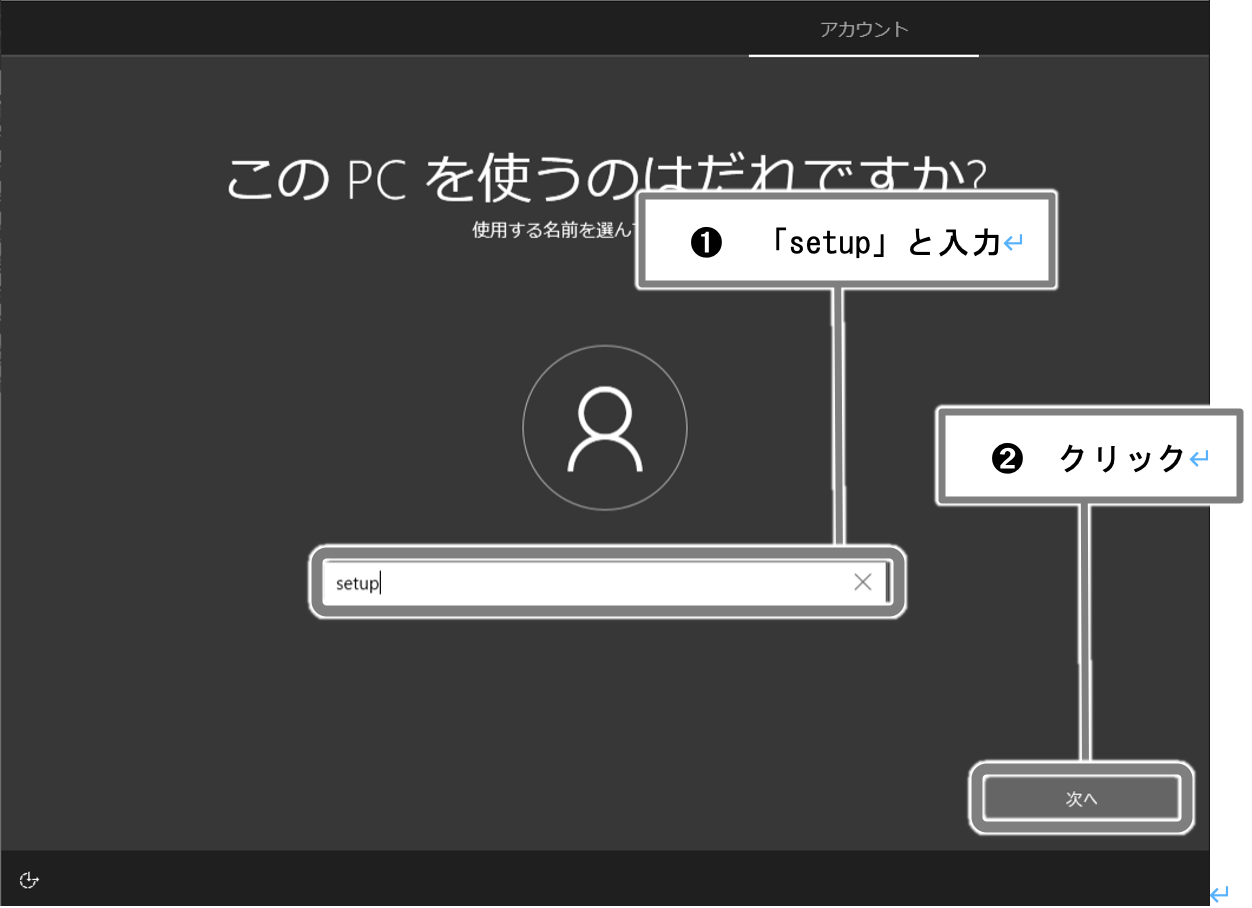 アカウント
この PC を使うのはだれですか?
使用する名前を選ん
❶ 「setup」と入力↵
❷ クリック↵
setup
次へ
↵